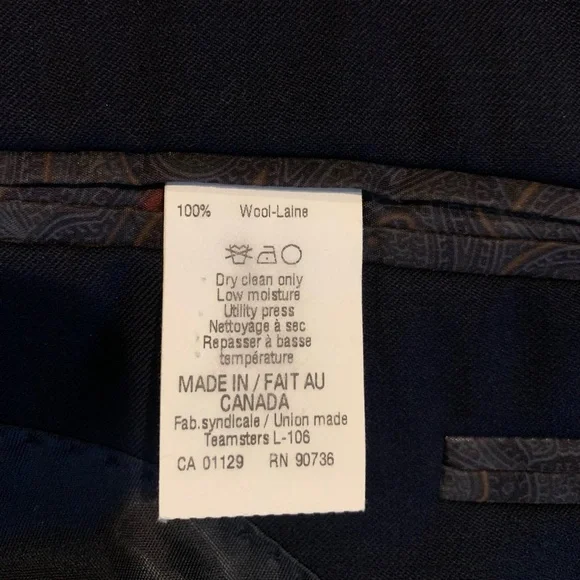 100% Wool-Laine
Dry clean only
Low moisture
Utility press
Nettoyage à sec
Repasser à basse
température
MADE IN / FAIT AU
CANADA
Fab.syndicale / Union made
Teamsters L-106
CA 01129 RN 90736